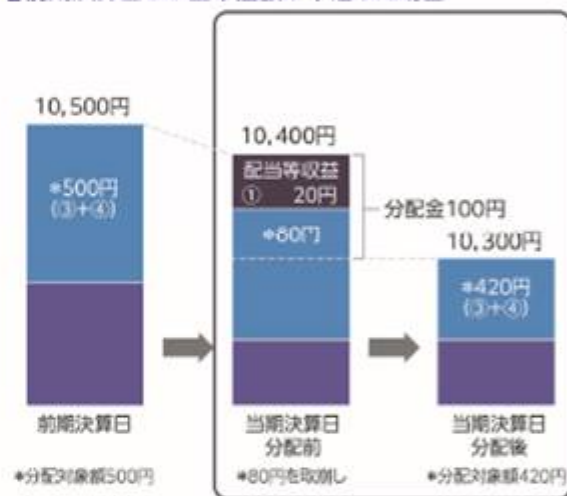 10,500円
*500円
(③+④)
10,400円
配当等収益
① 20円
*80円
分配金100円
10,300円
*420円
(③+④)
前期決算日
当期決算日
分配前
当期決算日
分配後
*分配対象額500円
*80円を取崩し
*分配対象額420円